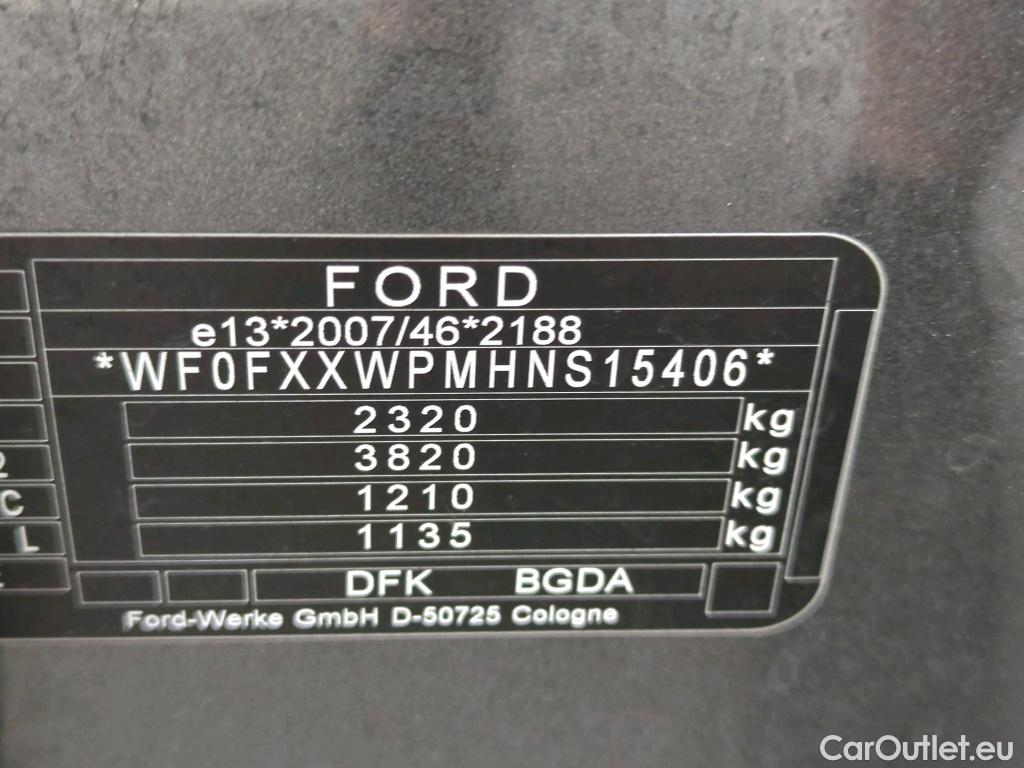 FORD
e13*2007/46*2188
*WF0FXXWPMHNS15406*
2320 kg
3820 kg
2
1210 kg
C
1135 kg
L
DFK BGDA
Ford-Werke GmbH D-50725 Cologne
CarOutlet.eu